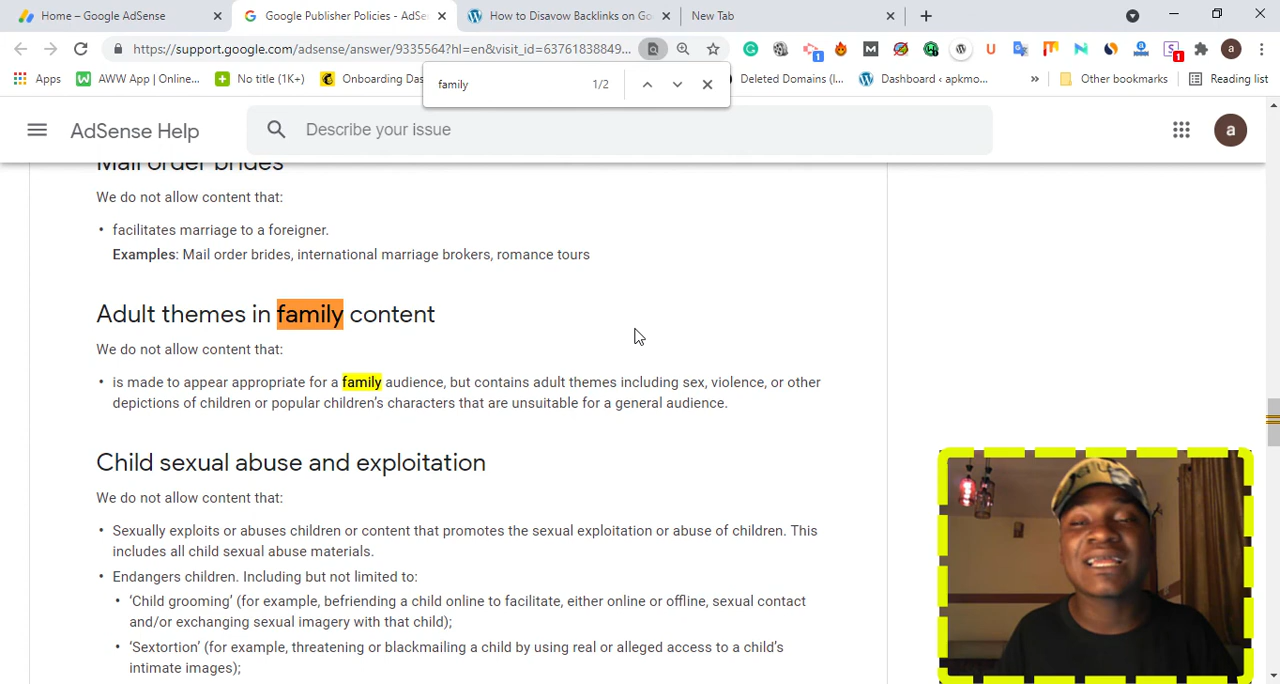 Home – Google AdSense
Google Publisher Policies - AdSe
How to Disavow Backlinks on Go
New Tab
https://support.google.com/adsense/answer/9335564?hl=en&visit_id=63761838849...
Apps
AWW App | Online...
No title (1K+)
Onboarding Das
Deleted Domains (l...
Dashboard ‹ apkmo...
»
Other bookmarks
Reading list
family
1/2
AdSense Help
Describe your issue
a
Mail order brides
We do not allow content that:
• facilitates marriage to a foreigner.
Examples: Mail order brides, international marriage brokers, romance tours
Adult themes in family content
We do not allow content that:
• is made to appear appropriate for a family audience, but contains adult themes including sex, violence, or other
depictions of children or popular children's characters that are unsuitable for a general audience.
Child sexual abuse and exploitation
We do not allow content that:
• Sexually exploits or abuses children or content that promotes the sexual exploitation or abuse of children. This
includes all child sexual abuse materials.
• Endangers children. Including but not limited to:
• 'Child grooming' (for example, befriending a child online to facilitate, either online or offline, sexual contact
and/or exchanging sexual imagery with that child);
• 'Sextortion' (for example, threatening or blackmailing a child by using real or alleged access to a child's
intimate images);